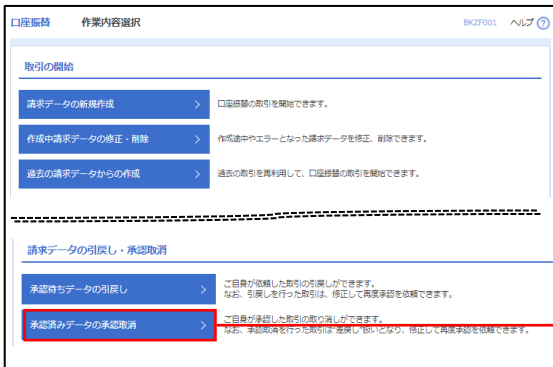 口座振替 作業内容選択 BKZF001 ヘルプ ?
取引の開始
請求データの新規作成 > 口座振替の取引を開始できます。
作成中請求データの修正・削除 > 作成途中やエラーとなった請求データを修正、削除できます。
過去の請求データからの作成 > 過去の取引を再利用して、口座振替の取引を開始できます。
請求データの引戻し・承認取消
承認待ちデータの引戻し > ご自身が依頼した取引の引戻しができます。
なお、引戻しを行った取引は、修正して再度承認を依頼できます。
承認済みデータの承認取消 > ご自身が承認した取引の取り消しができます。
なお、承認取消を行った取引は"差戻し"扱いとなり、修正して再度承認を依頼できます。